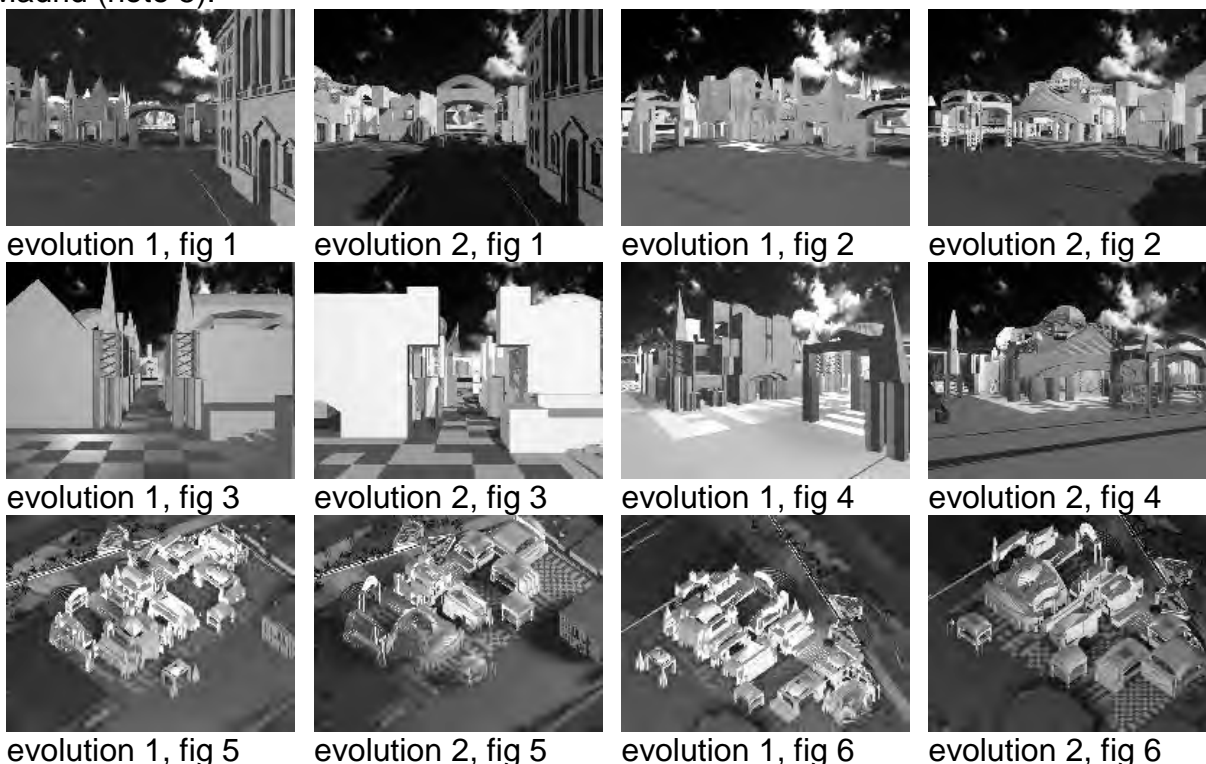 (note 3).
evolution 1, fig 1 evolution 2, fig 1 evolution 1, fig 2 evolution 2, fig 2
evolution 1, fig 3 evolution 2, fig 3 evolution 1, fig 4 evolution 2, fig 4
evolution 1, fig 5 evolution 2, fig 5 evolution 1, fig 6 evolution 2, fig 6